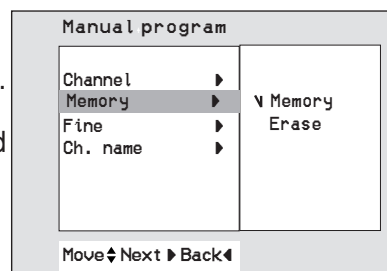 Manual program
Channel ▶
Memory ▶
Fine ▶
Ch. name ▶
√ Memory
Erase
Move ⬍ Next ▶ Back ◀